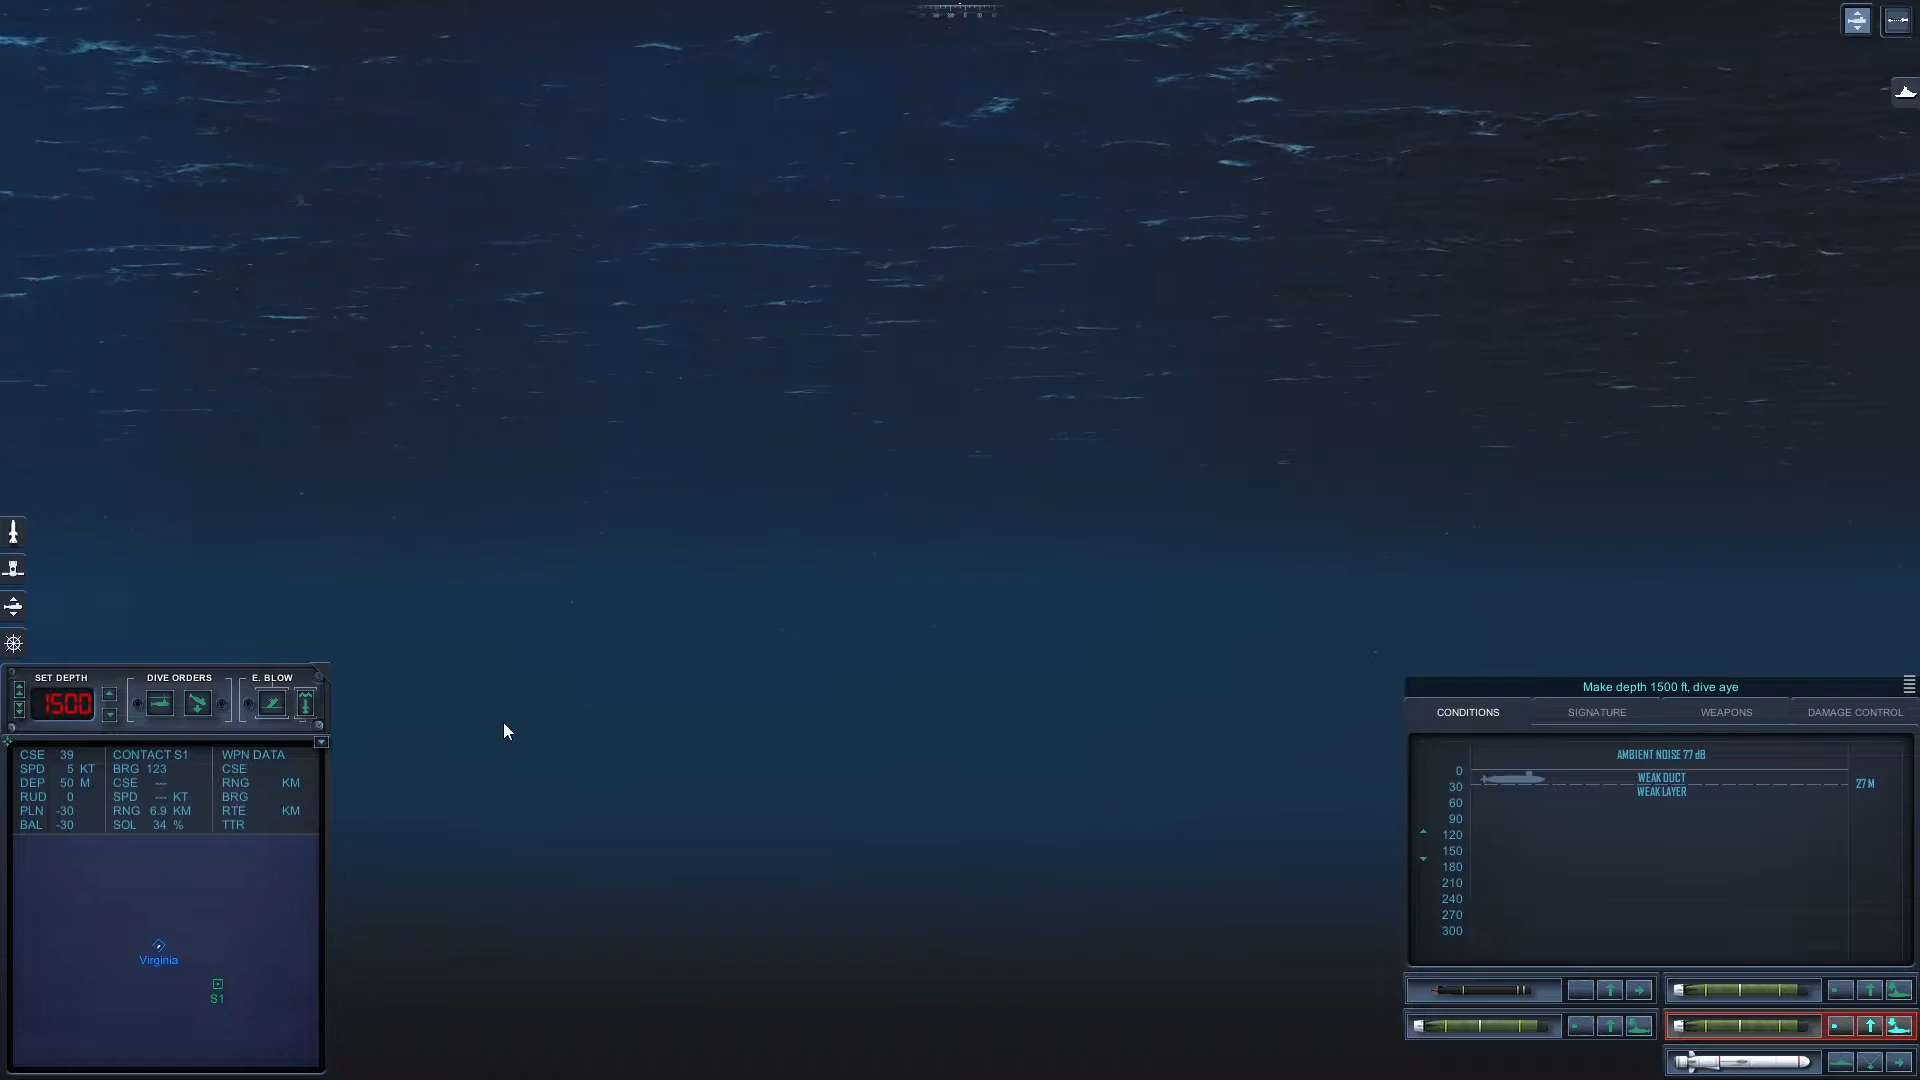 SET DEPTH
DIVE ORDERS
E. BLOW
1500
CSE 39
SPD 5 KT
DEP 50 M
RUD 0
PLN -30
BAL -30
CONTACT S1
BRG 123
CSE ---
SPD --- KT
RNG 6.9 KM
SOL 34 %
WPN DATA
CSE
RNG KM
BRG
RTE KM
TTR
Virginia
S1
Make depth 1500 ft, dive aye
CONDITIONS
SIGNATURE
WEAPONS
DAMAGE CONTROL
AMBIENT NOISE 77 dB
WEAK DUCT
WEAK LAYER
27 M
0
30
60
90
120
150
180
210
240
270
300